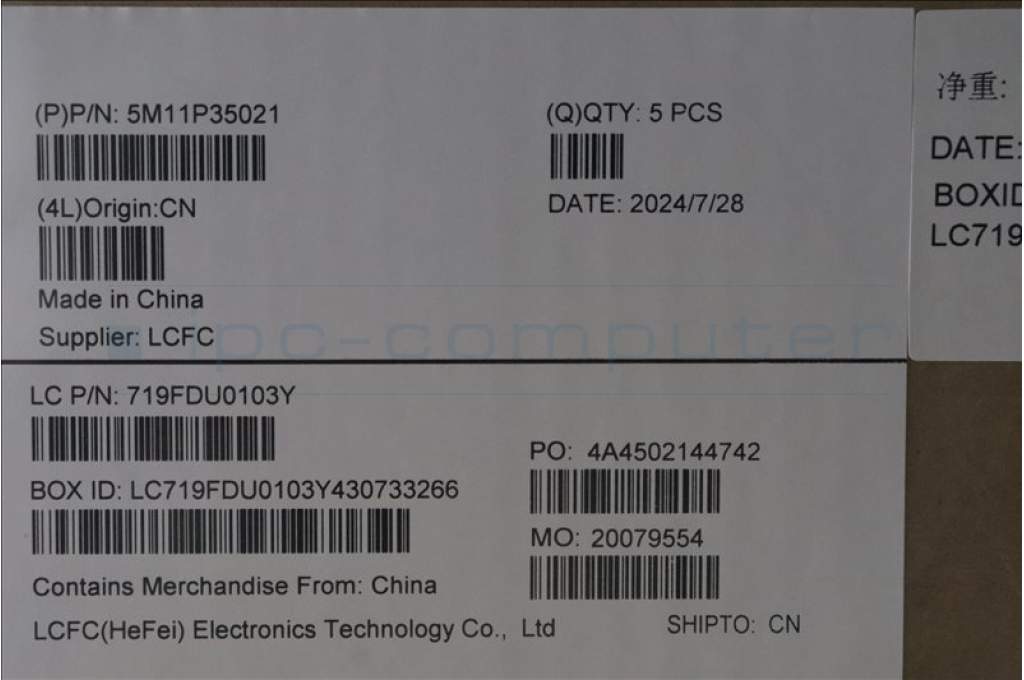 (P)P/N: 5M11P35021
(Q)QTY: 5 PCS
(4L)Origin:CN
DATE: 2024/7/28
Made in China
Supplier: LCFC
ipc-computer
LC P/N: 719FDU0103Y
PO: 4A4502144742
BOX ID: LC719FDU0103Y430733266
MO: 20079554
Contains Merchandise From: China
LCFC(HeFei) Electronics Technology Co., Ltd
SHIPTO: CN
净重:
DATE:
BOXID
LC719